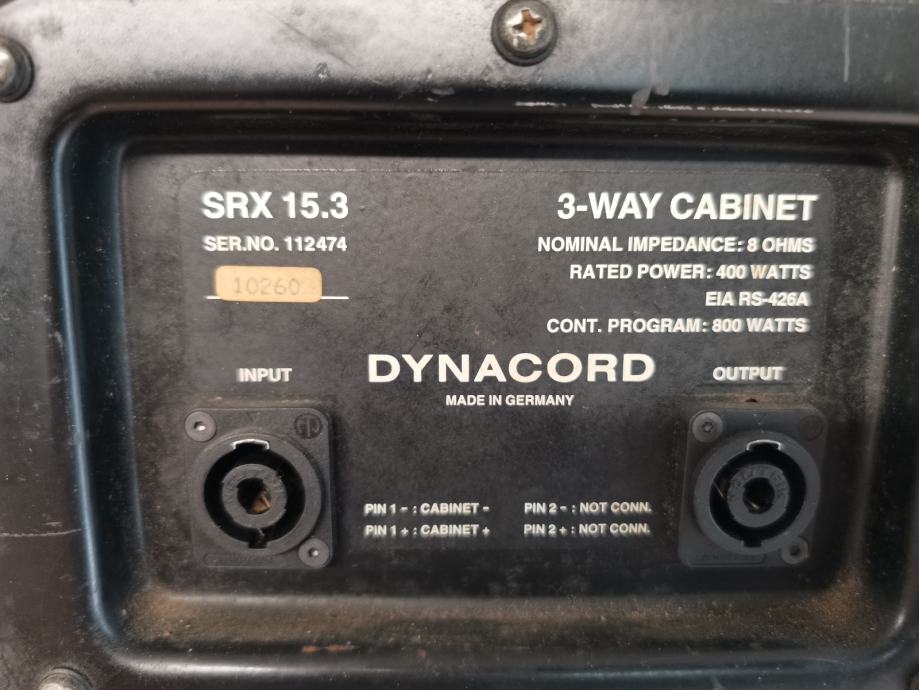 SRX 15.3
SER.NO. 112474
10260
3-WAY CABINET
NOMINAL IMPEDANCE: 8 OHMS
RATED POWER: 400 WATTS
EIA RS-426A
CONT. PROGRAM: 800 WATTS
DYNACORD
MADE IN GERMANY
INPUT
OUTPUT
PIN 1 - : CABINET - PIN 2 - : NOT CONN.
PIN 1 + : CABINET + PIN 2 + : NOT CONN.